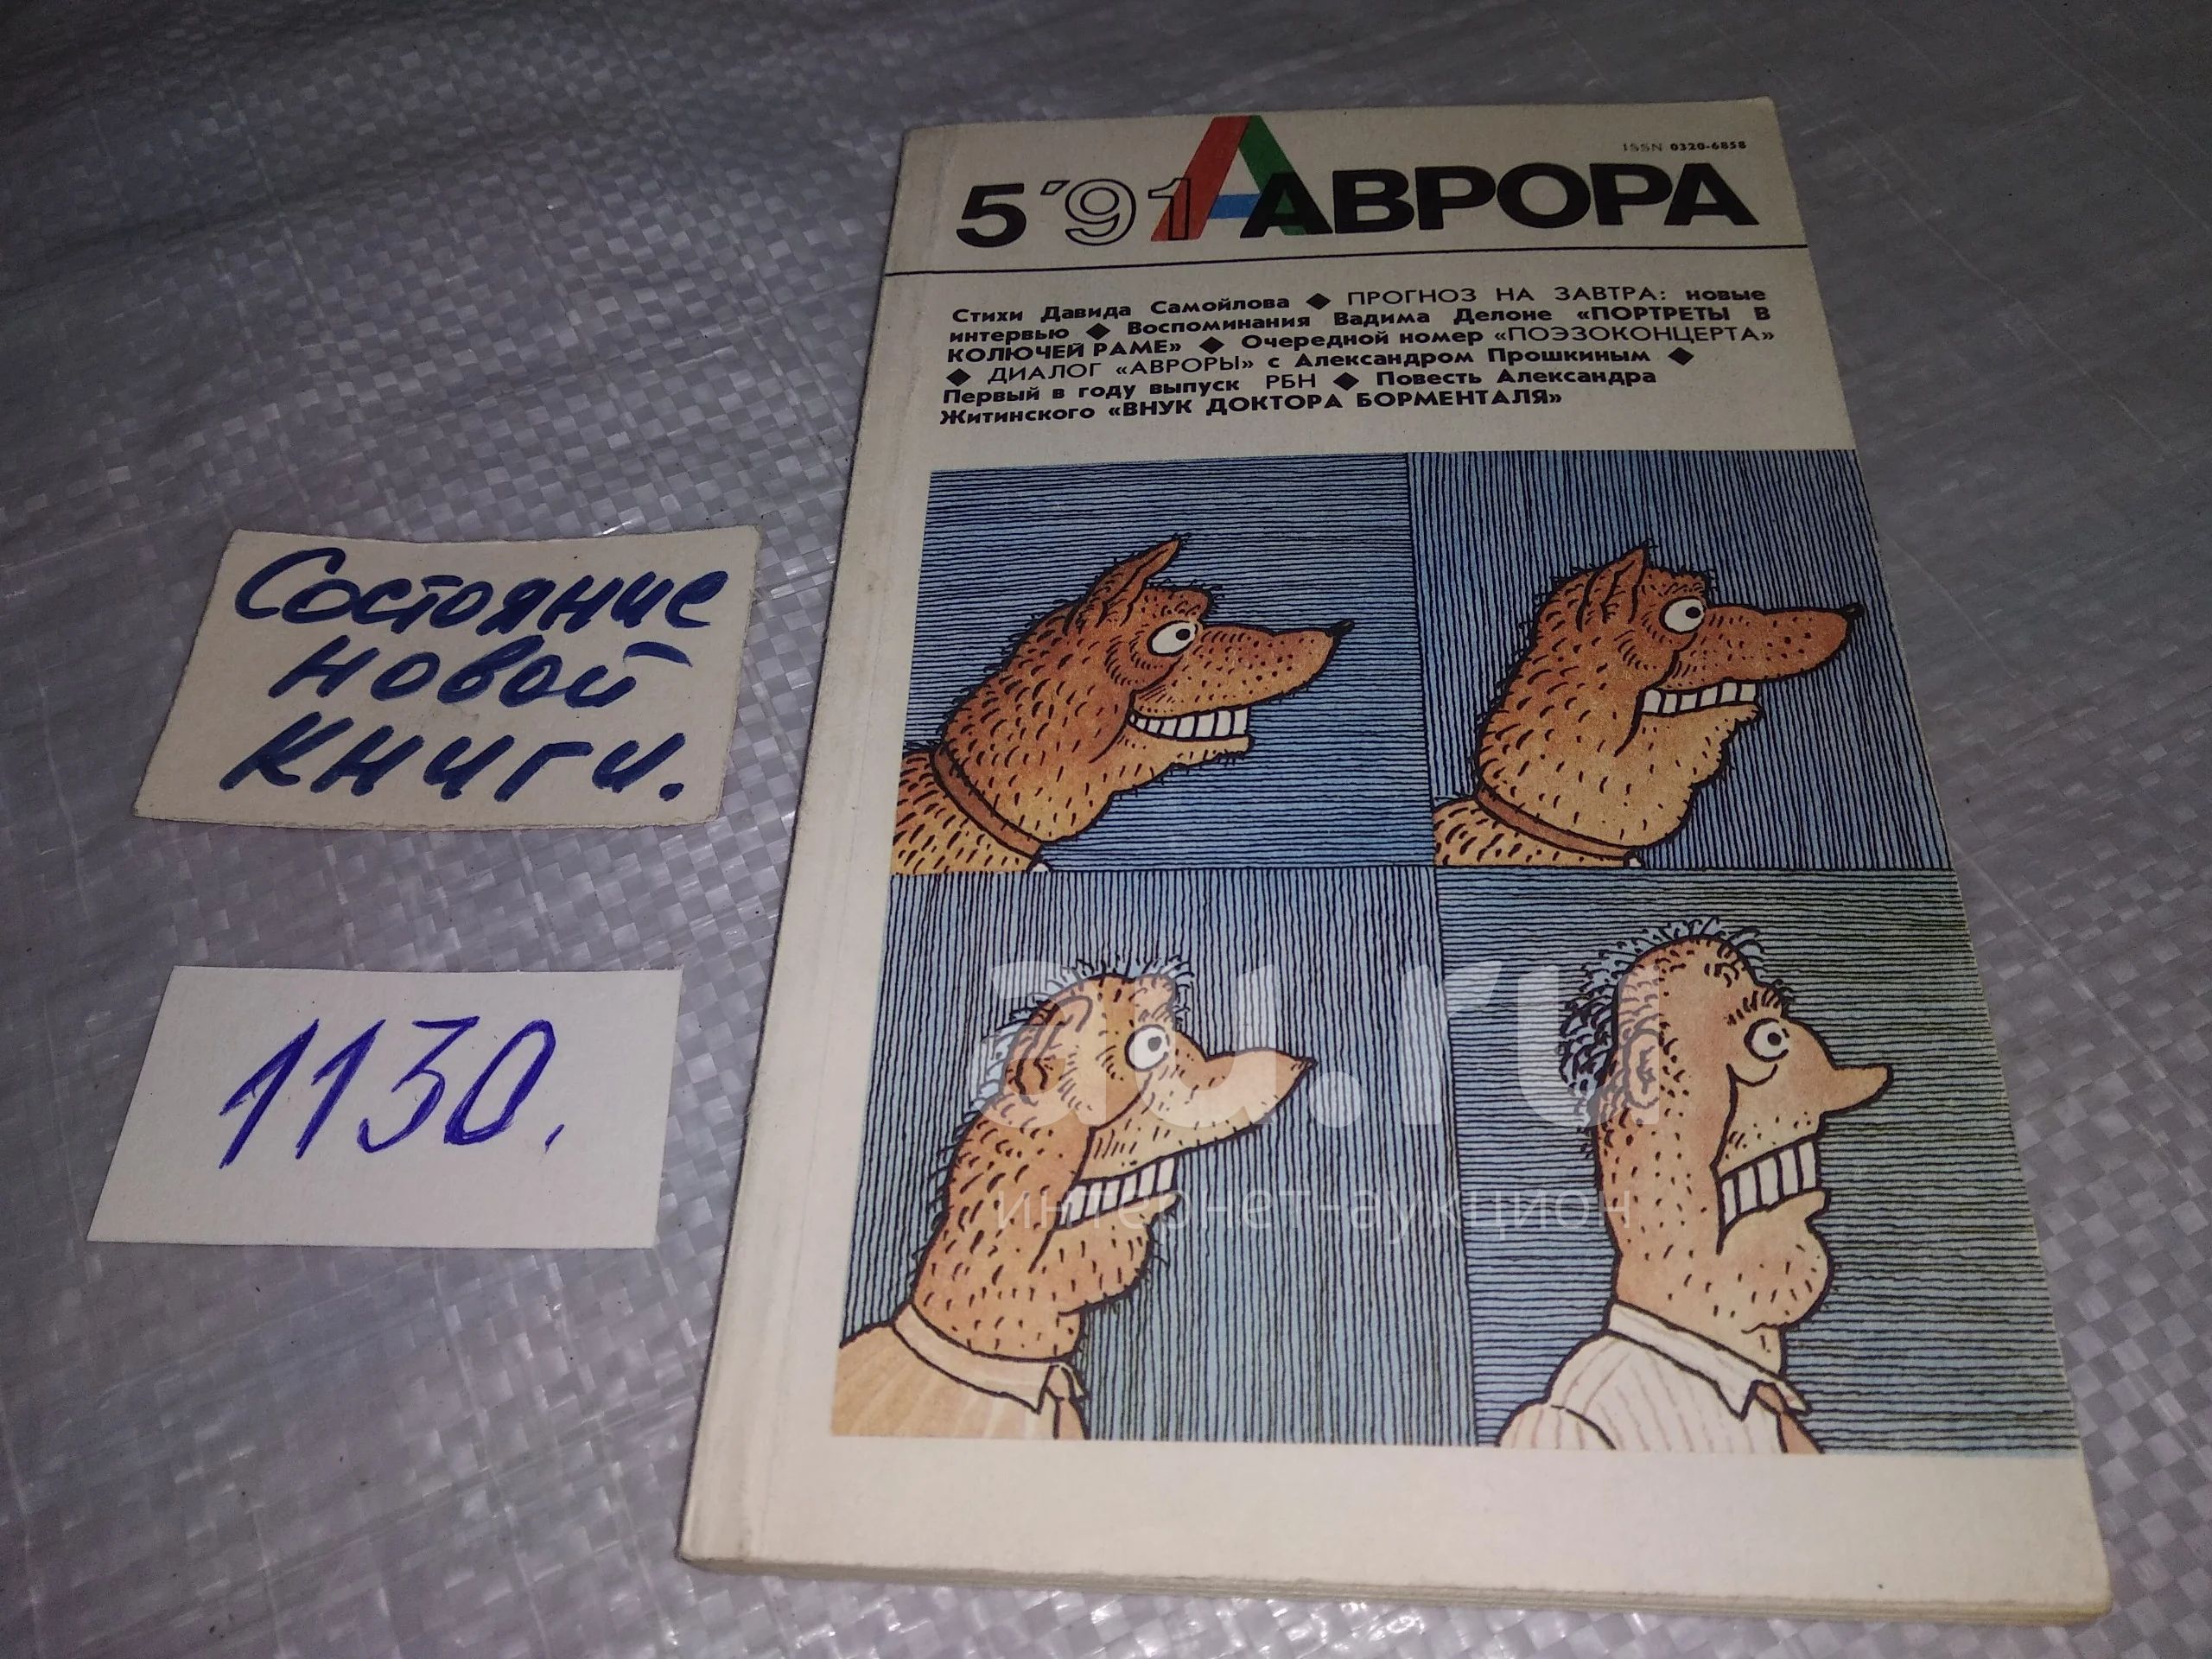 ISSN 0320-6858
5'91 АВРОРА
Стихи Давида Самойлова ◆ ПРОГНОЗ НА ЗАВТРА: новые
интервью ◆ Воспоминания Вадима Делоне «ПОРТРЕТЫ В
КОЛЮЧЕЙ РАМЕ» ◆ Очередной номер «ПОЭЗОКОНЦЕРТА»
◆ ДИАЛОГ «АВРОРЫ» с Александром Прошкиным ◆
Первый в году выпуск РБН ◆ Повесть Александра
Житинского «ВНУК ДОКТОРА БОРМЕНТАЛЯ»
Состояние
новой
книги.
1130.
au.ru
интернет-аукцион